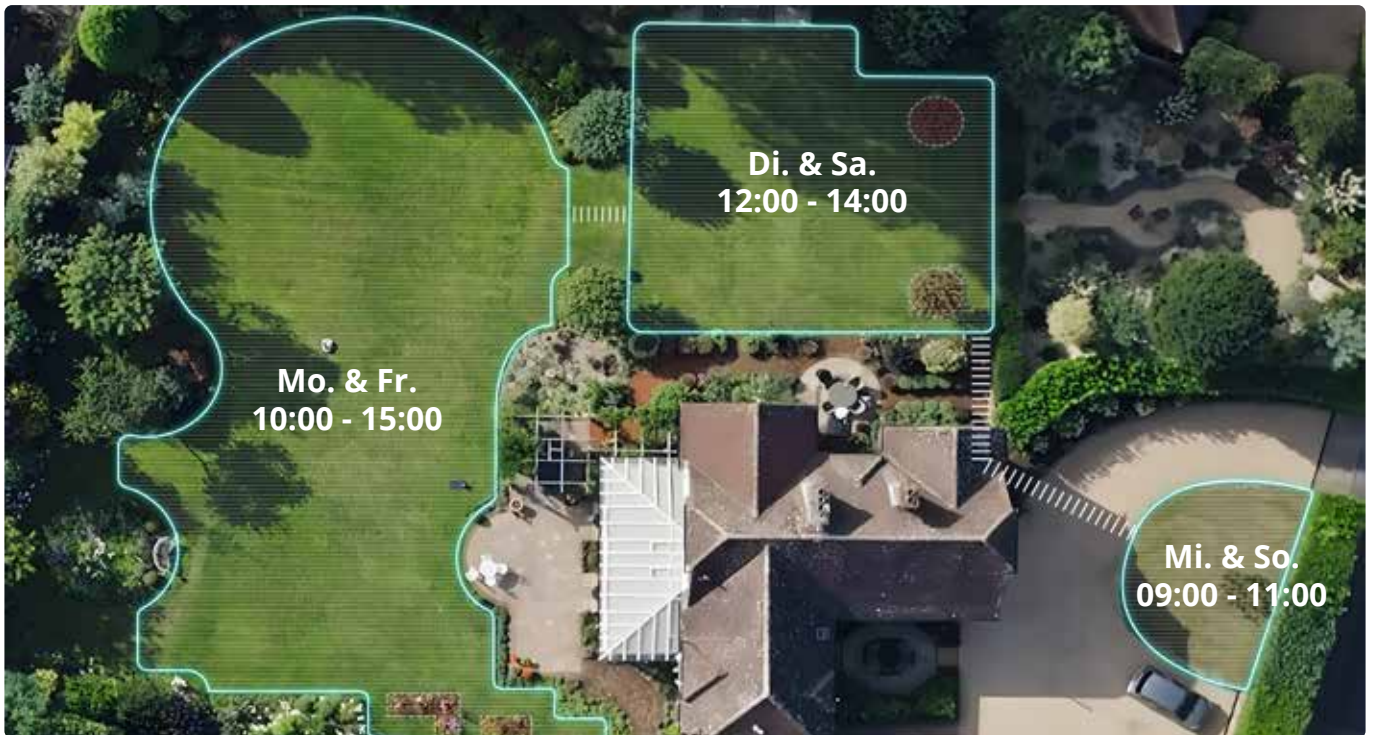 Di. & Sa.
12:00 - 14:00
Mo. & Fr.
10:00 - 15:00
Mi. & So.
09:00 - 11:00